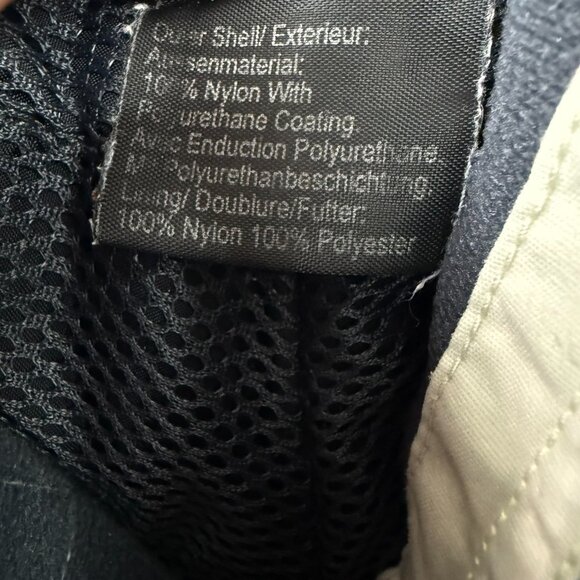 Outer Shell/ Exterieur:
Aussenmaterial:
100% Nylon With
Polyurethane Coating.
Avec Enduction Polyurethane.
Mit Polyurethanbeschichtung.
Lining/ Doublure/Futter:
100% Nylon 100% Polyester